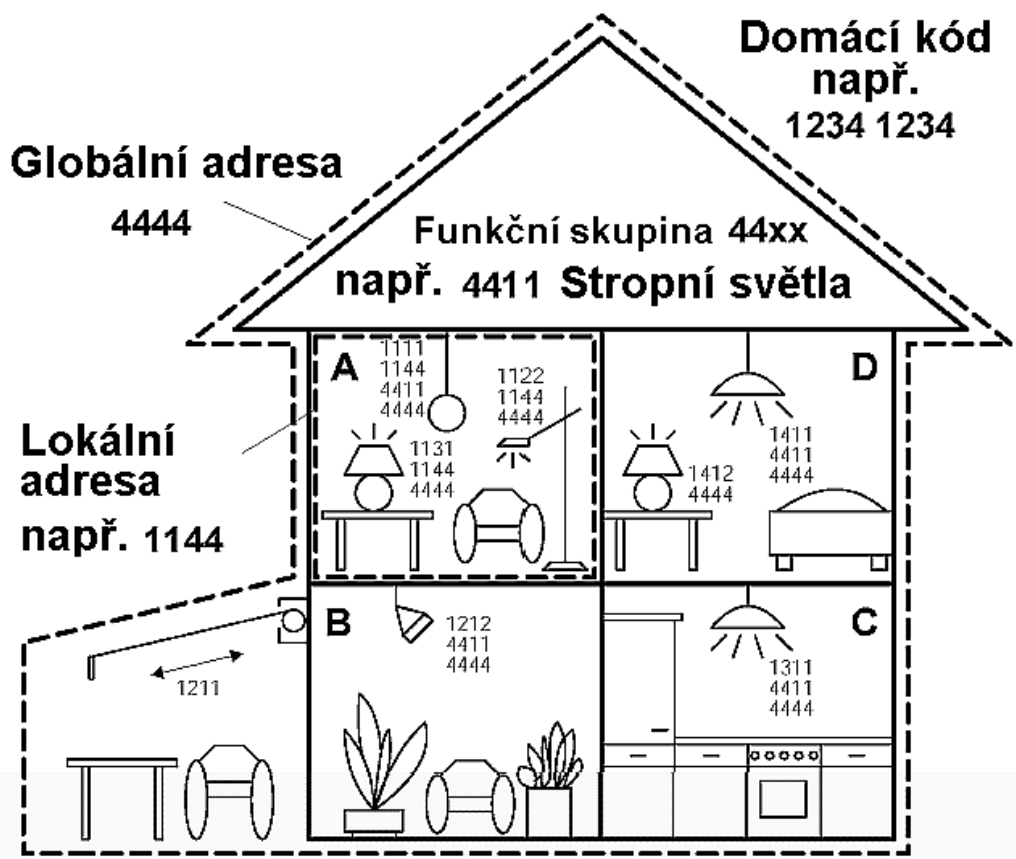 Domácí kód
např.
1234 1234
Globální adresa
4444
Funkční skupina 44xx
např. 4411 Stropní světla
Lokální
adresa
např. 1144
A
1111
1144
4411
4444
1122
1144
4444
1131
1144
4444
D
1411
4411
4444
1412
4444
B
1212
4411
4444
1211
C
1311
4411
4444